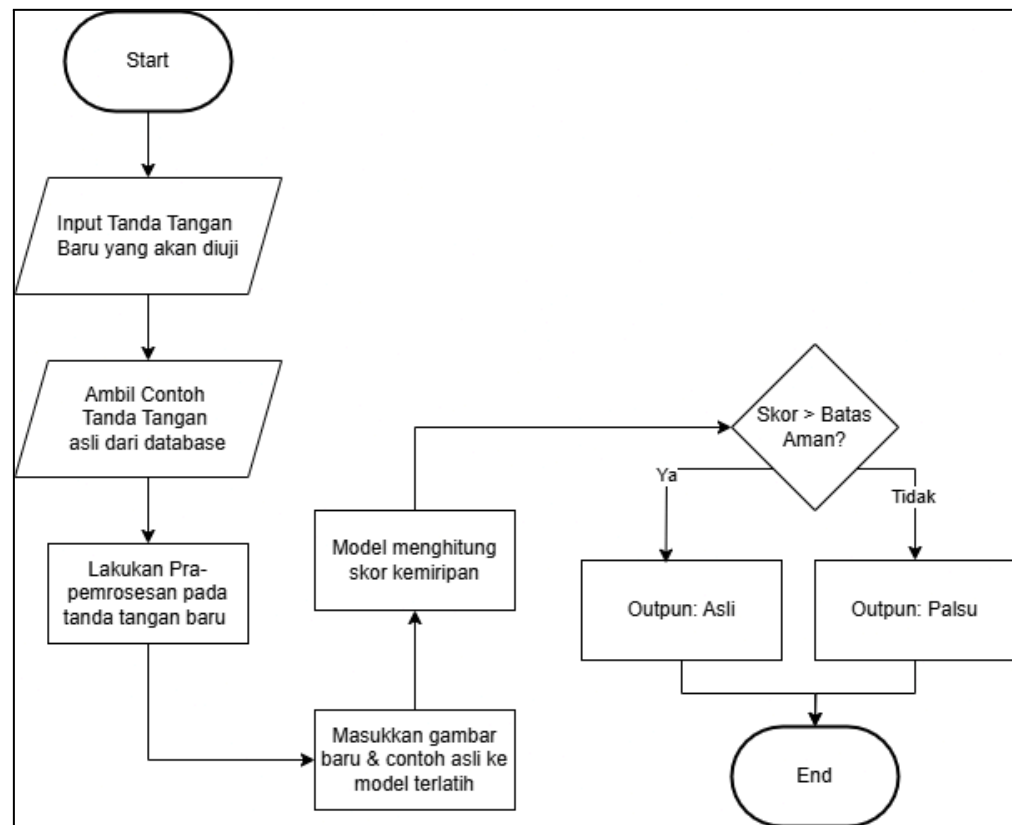 Start
Input Tanda Tangan
Baru yang akan diuji
Ambil Contoh
Tanda Tangan
asli dari database
Lakukan Pra-
pemrosesan pada
tanda tangan baru
Masukkan gambar
baru & contoh asli ke
model terlatih
Model menghitung
skor kemiripan
Skor > Batas
Aman?
Ya
Tidak
Outpun: Asli
Outpun: Palsu
End